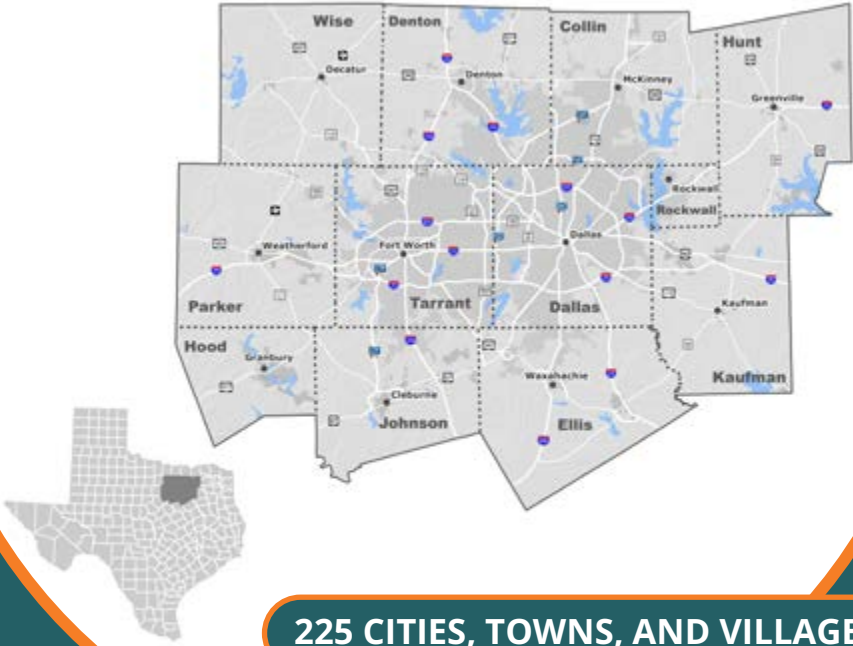 Wise
Denton
Collin
Hunt
Decatur
Denton
McKinney
Greenville
Rockwall
Rockwall
Weatherford
Fort Worth
Dallas
Parker
Tarrant
Dallas
Kaufman
Hood
Granbury
Waxahachie
Kaufman
Cleburne
Johnson
Ellis
225 CITIES, TOWNS, AND VILLAGE